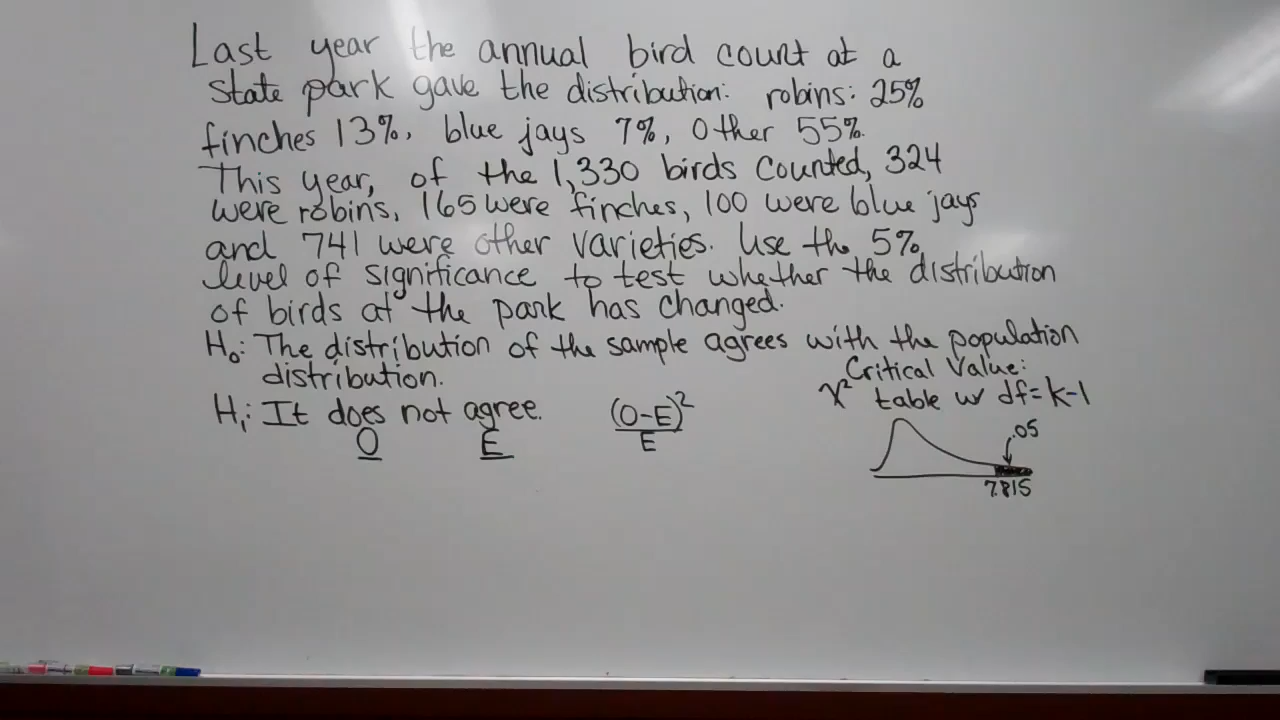 Last year the annual bird count at a
state park gave the distribution: robins: 25%
finches 13%, blue jays 7%, Other 55%.
This year, of the 1,330 birds counted, 324
were robins, 165 were finches, 100 were blue jays
and 741 were other varieties. Use the 5%
level of significance to test whether the distribution
of birds at the park has changed.
H₀: The distribution of the sample agrees with the population
distribution.
Critical Value:
χ² table w df=k-1
H₁: It does not agree.
O E (O-E)²/E
.05
7.815